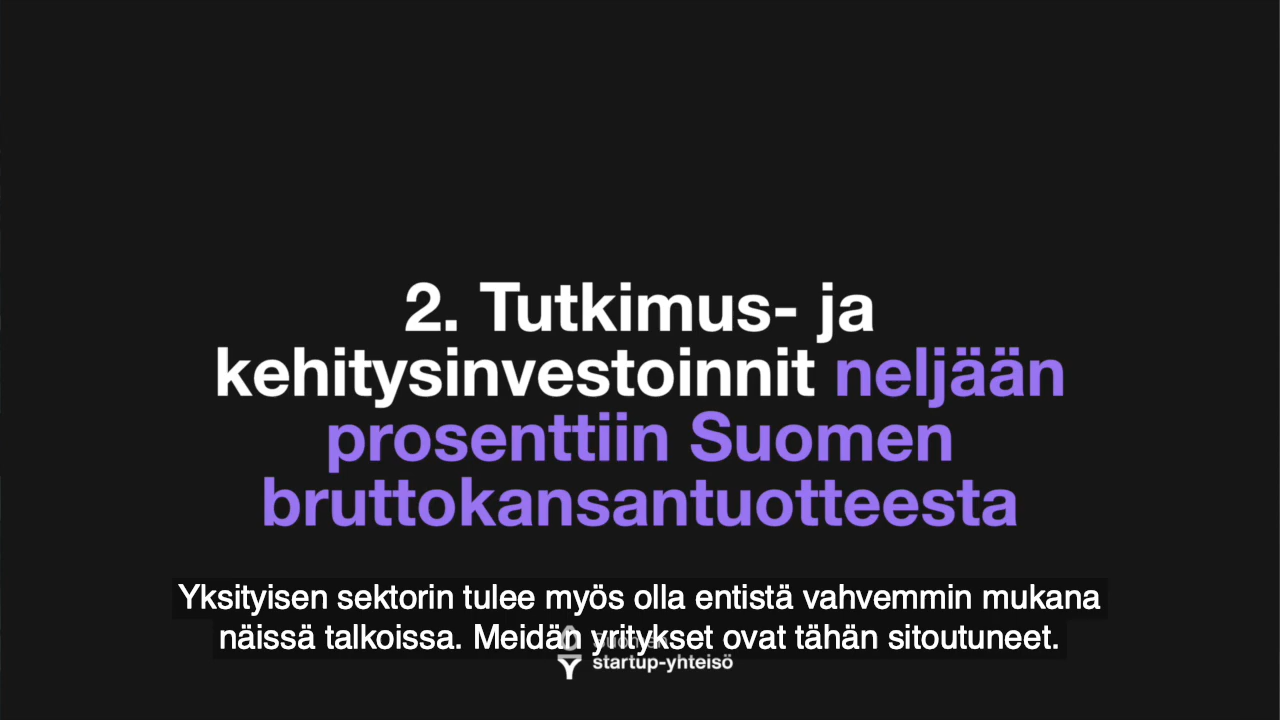 2. Tutkimus- ja
kehitysinvestoinnit neljään
prosenttiin Suomen
bruttokansantuotteesta
Yksityisen sektorin tulee myös olla entistä vahvemmin mukana
näissä talkoissa. Meidän yritykset ovat tähän sitoutuneet.
Suomen
startup-yhteisö